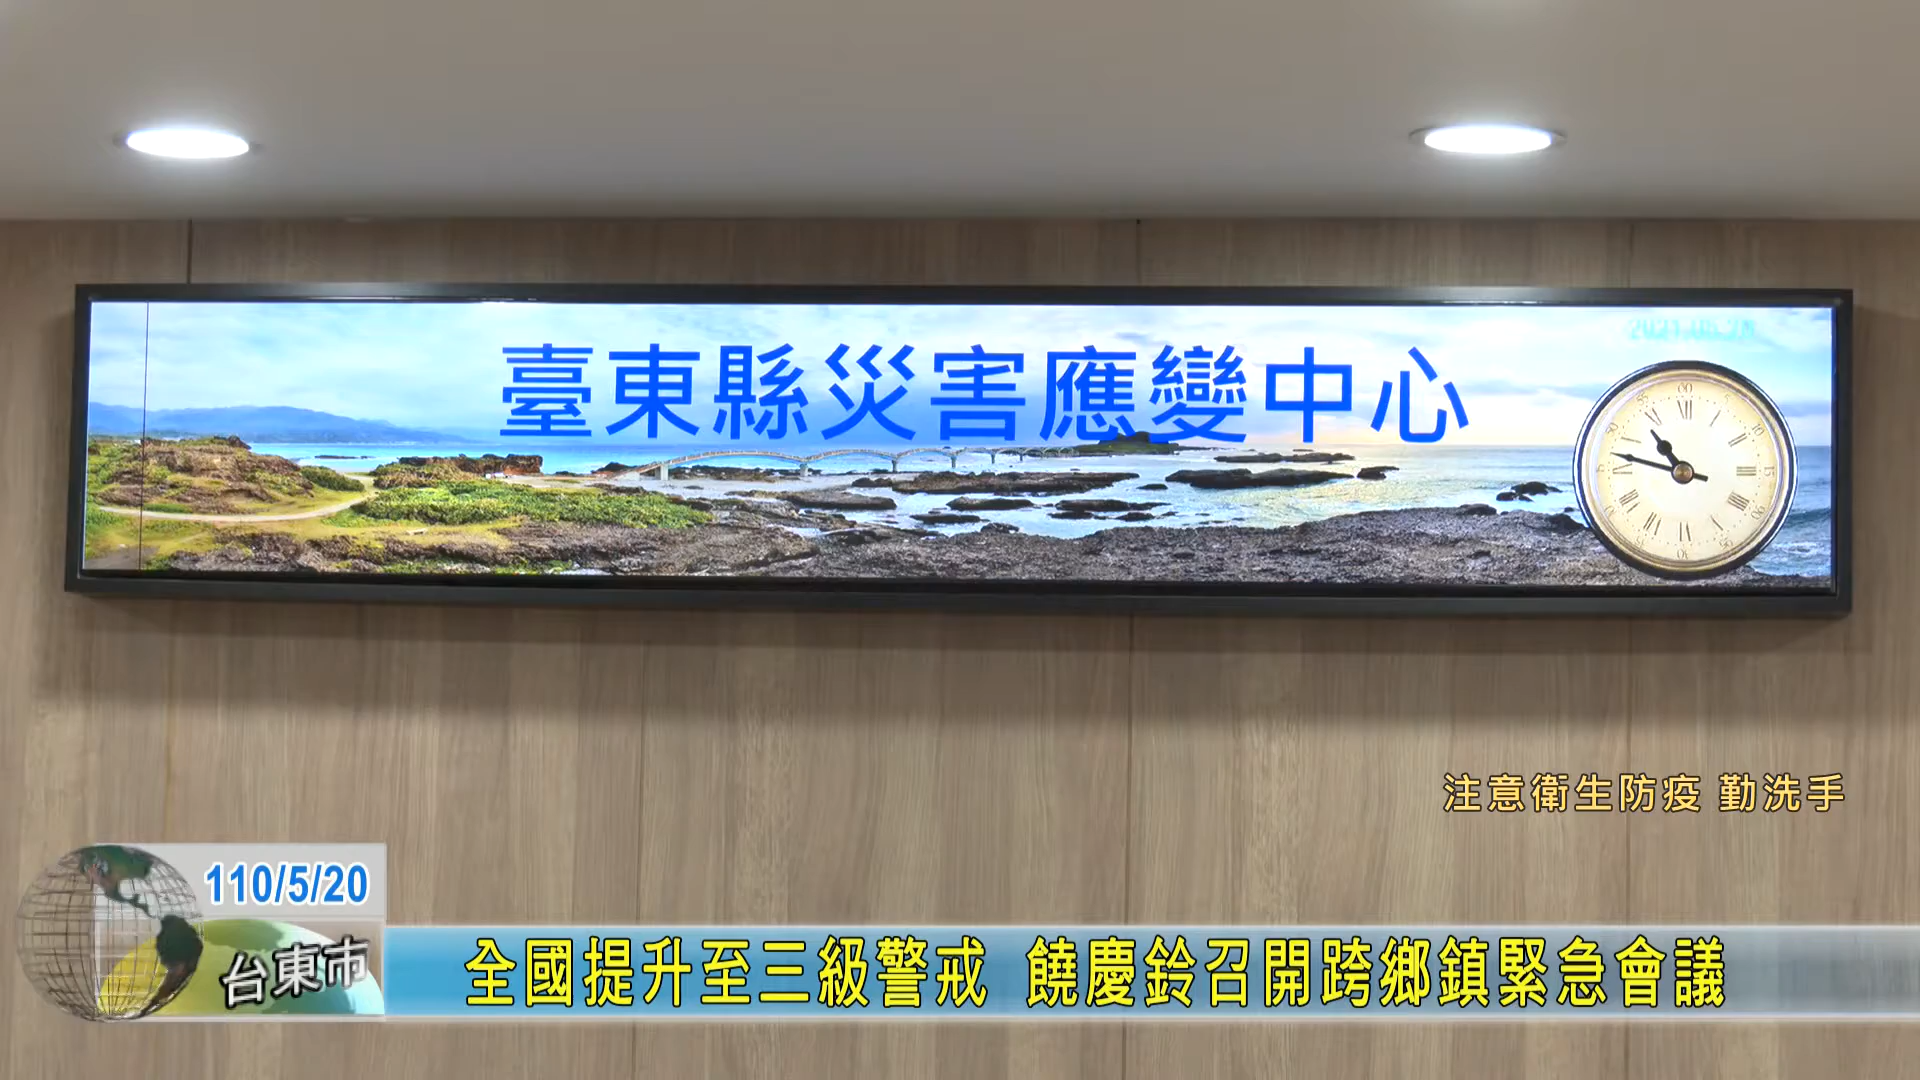 臺東縣災害應變中心
注意衛生防疫 勤洗手
110/5/20
台東市
全國提升至三級警戒 饒慶鈴召開跨鄉鎮緊急會議